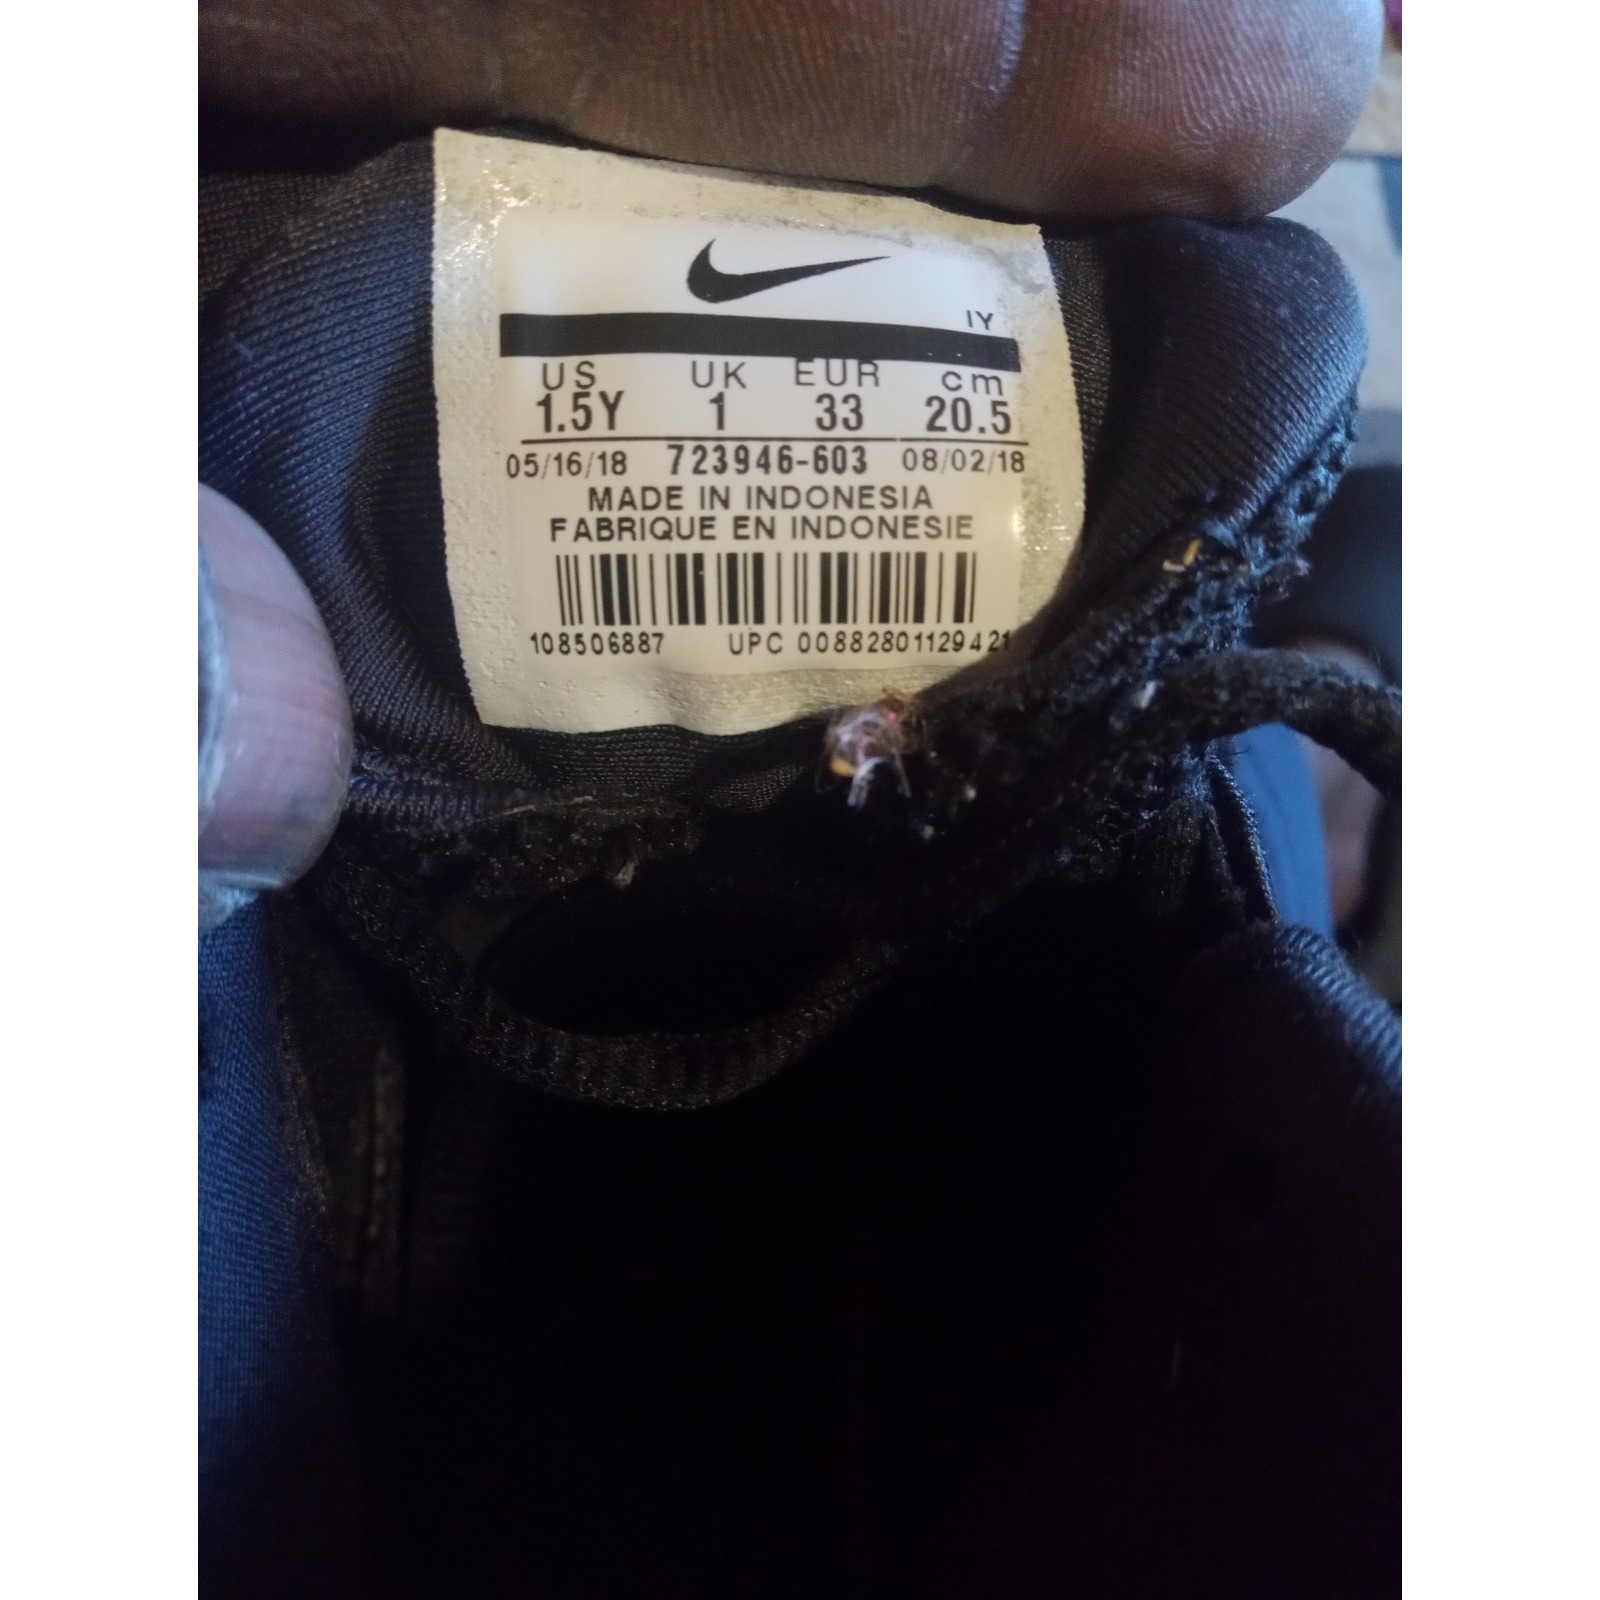 IY
US UK EUR cm
1.5Y 1 33 20.5
05/16/18 723946-603 08/02/18
MADE IN INDONESIA
FABRIQUE EN INDONESIE
108506887 UPC 00882801129421